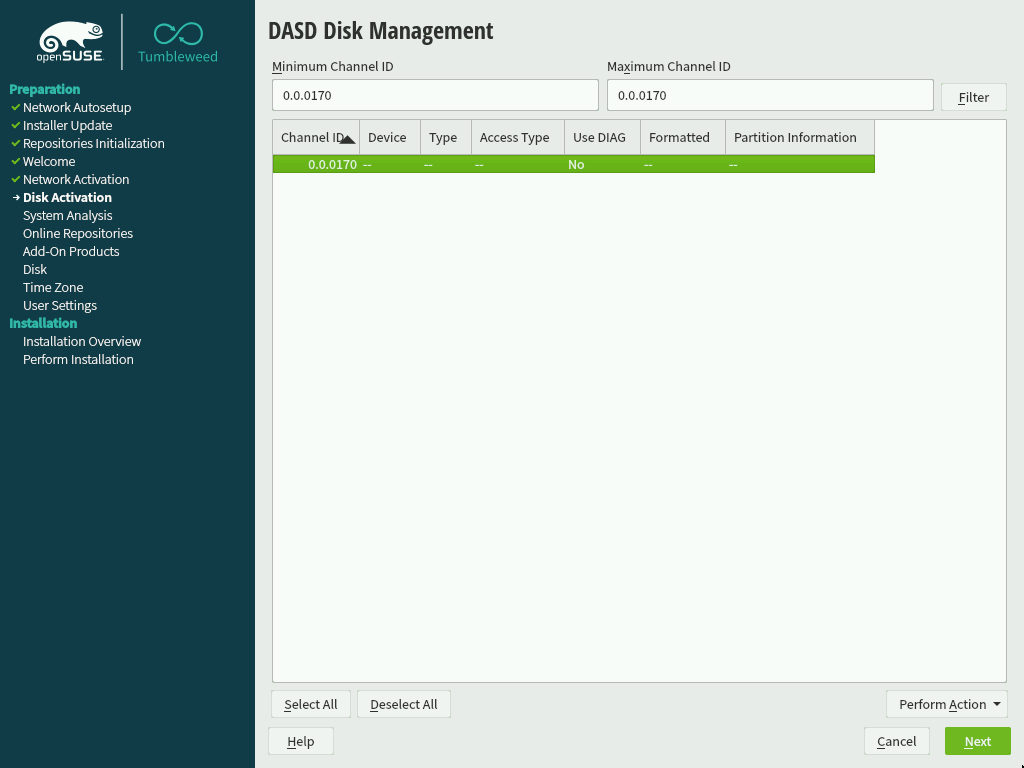 openSUSE
Tumbleweed
Preparation
Network Autosetup
Installer Update
Repositories Initialization
Welcome
Network Activation
Disk Activation
System Analysis
Online Repositories
Add-On Products
Disk
Time Zone
User Settings
Installation
Installation Overview
Perform Installation
DASD Disk Management
Minimum Channel ID Maximum Channel ID
0.0.0170 0.0.0170 Filter
Channel ID Device Type Access Type Use DIAG Formatted Partition Information
0.0.0170 -- -- -- No -- --
Select All Deselect All Perform Action
Help Cancel Next